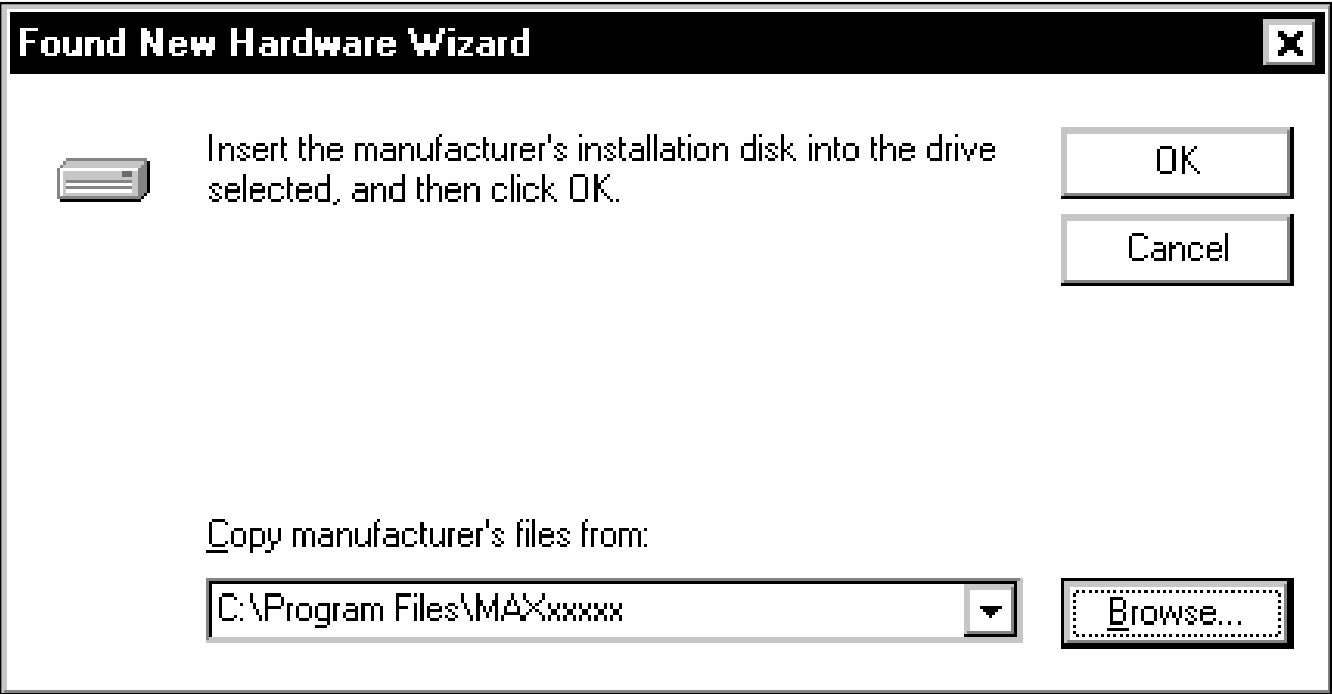 Found New Hardware Wizard
Insert the manufacturer's installation disk into the drive
selected, and then click OK.
OK
Cancel
Copy manufacturer's files from:
C:\Program Files\MAXxxxxx
Browse...